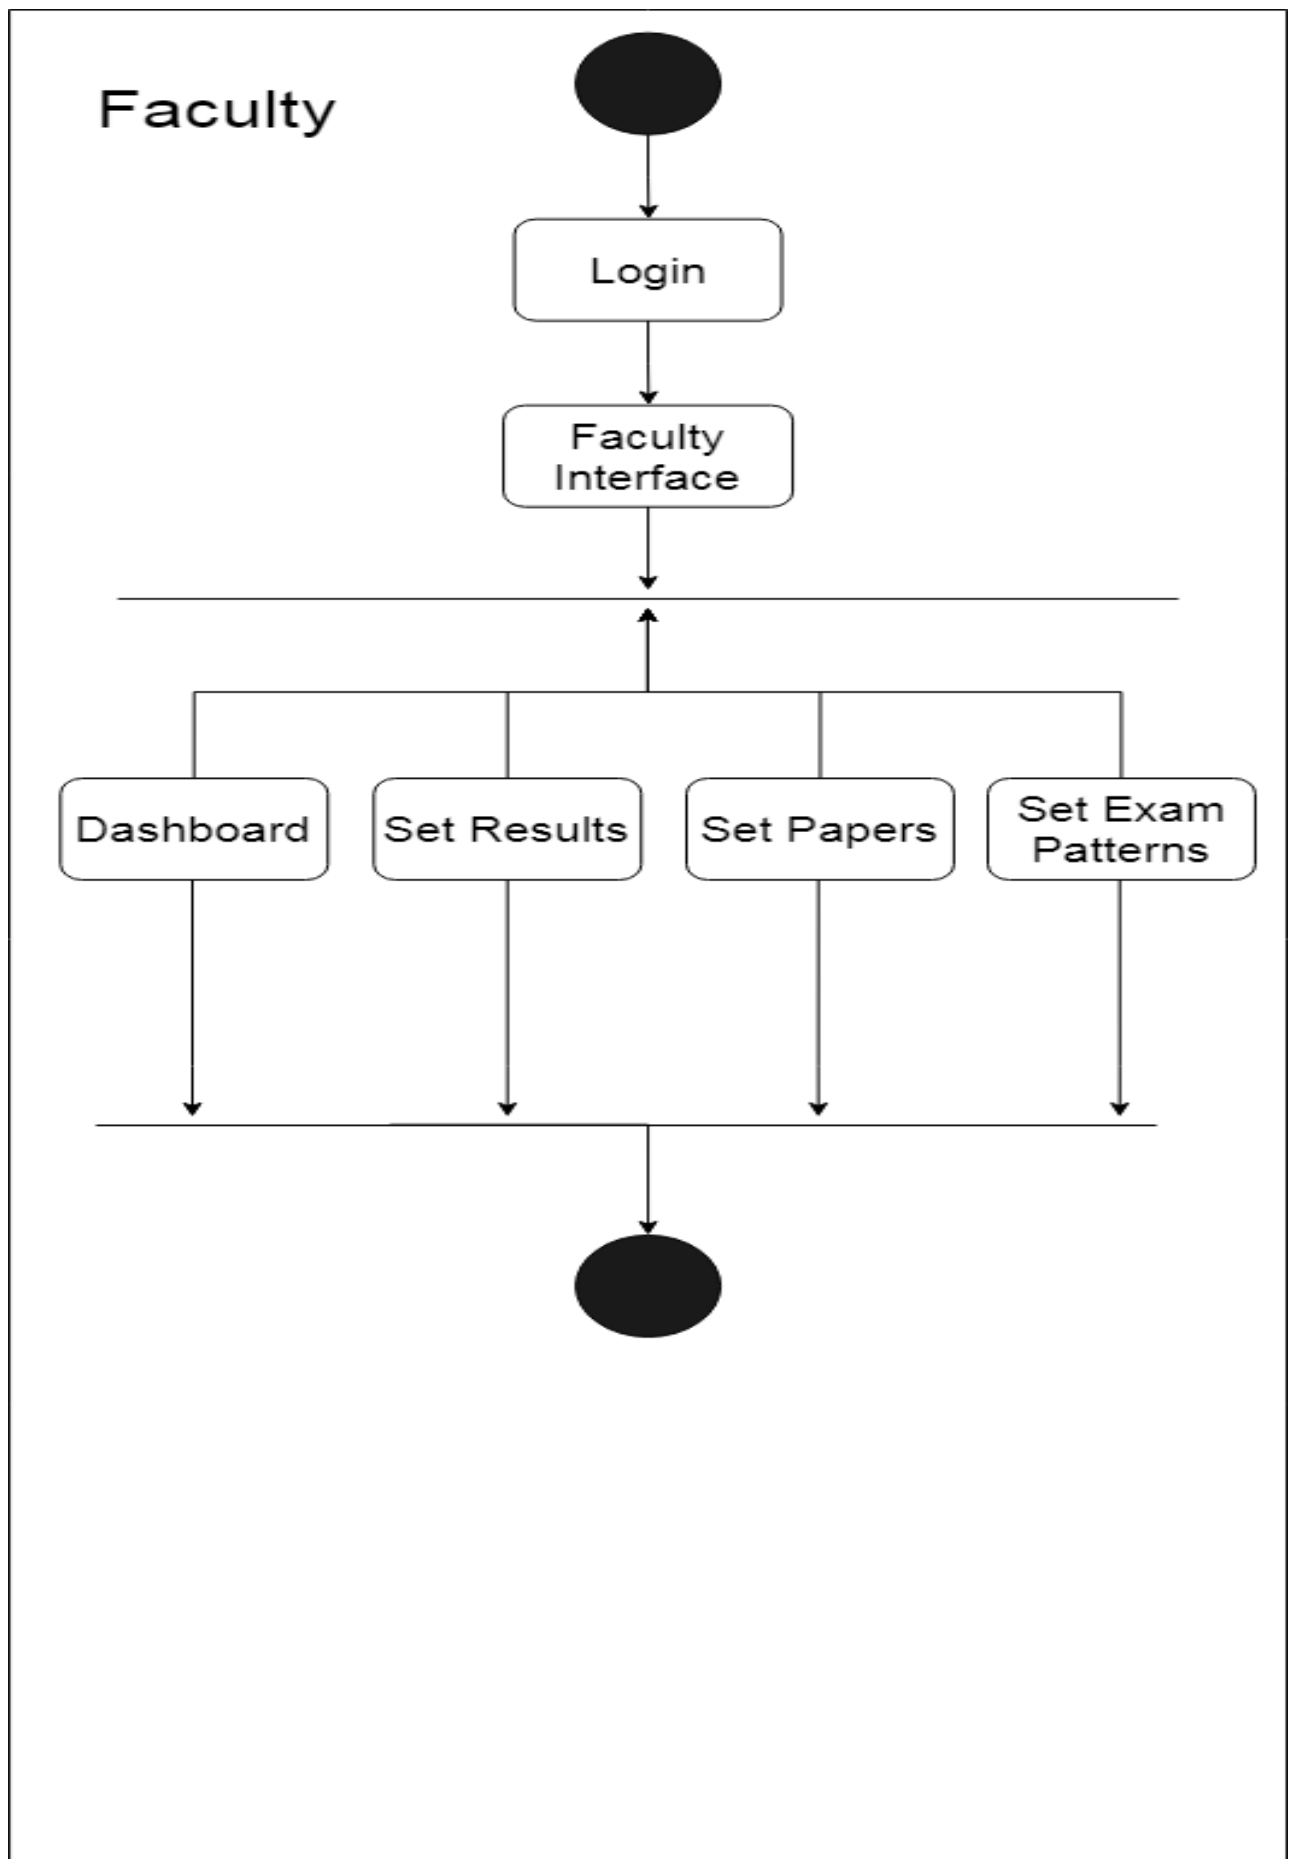 Faculty
Login
Faculty
Interface
Dashboard
Set Results
Set Papers
Set Exam
Patterns